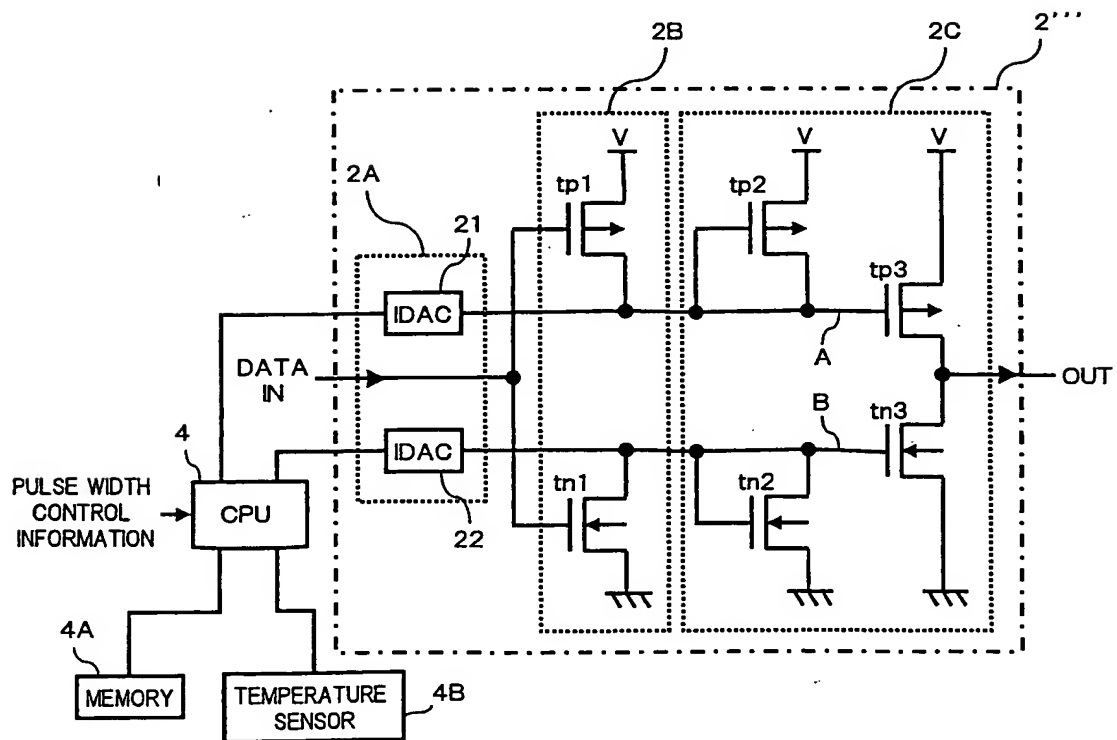 2'''
2B
2C
V
V
V
2A
tp1
tp2
21
tp3
IDAC
A
DATA
IN
OUT
B
4
IDAC
tn3
PULSE WIDTH
CONTROL
INFORMATION
CPU
22
tn1
tn2
4A
MEMORY
TEMPERATURE
SENSOR
4B